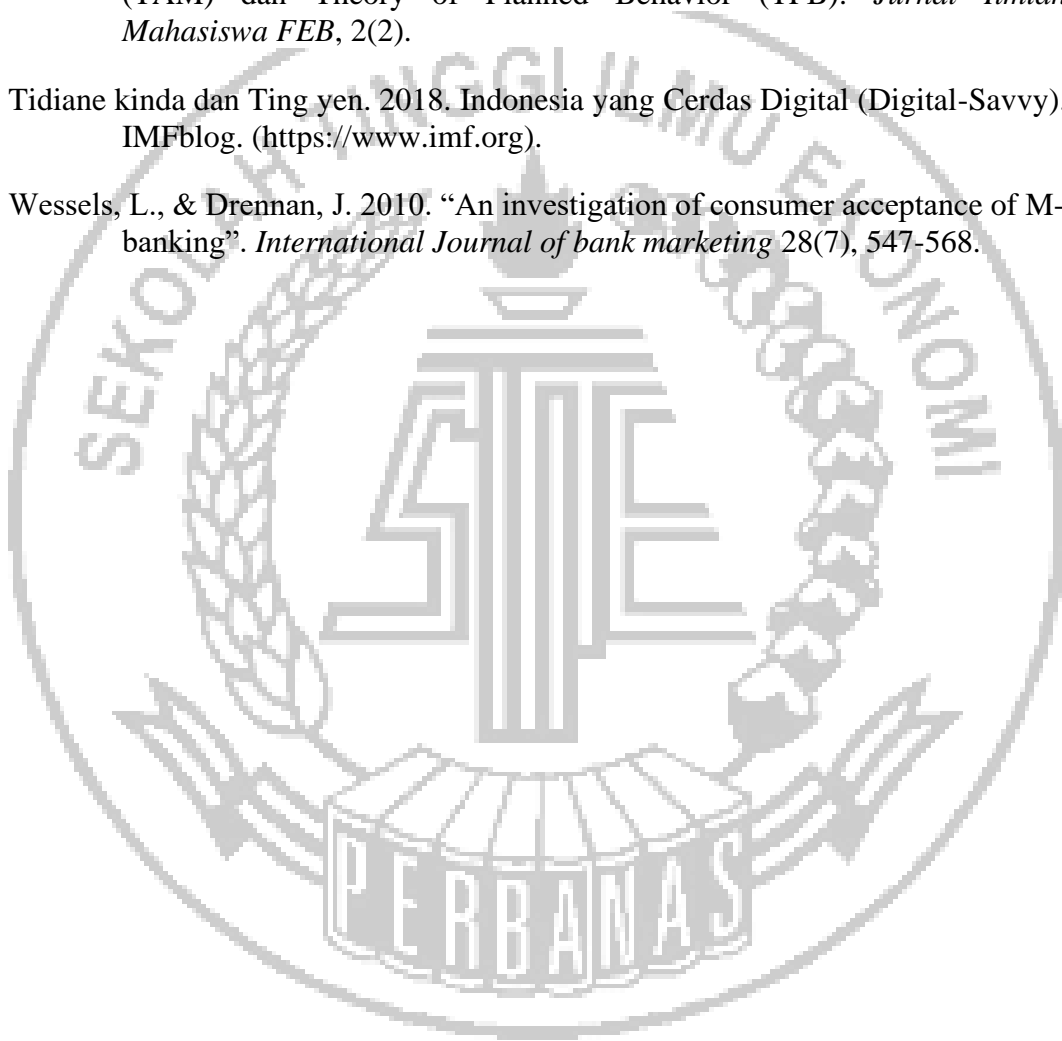 (TAM) dan Theory of Planned Behavior (TPB). Jurnal Ilmiah
Mahasiswa FEB, 2(2).
Tidiane kinda dan Ting yen. 2018. Indonesia yang Cerdas Digital (Digital-Savvy).
IMFblog. (https://www.imf.org).
Wessels, L., & Drennan, J. 2010. “An investigation of consumer acceptance of M-
banking”. International Journal of bank marketing 28(7), 547-568.
SEKOLAH TINGGI ILMU EKONOMI
PERBANAS